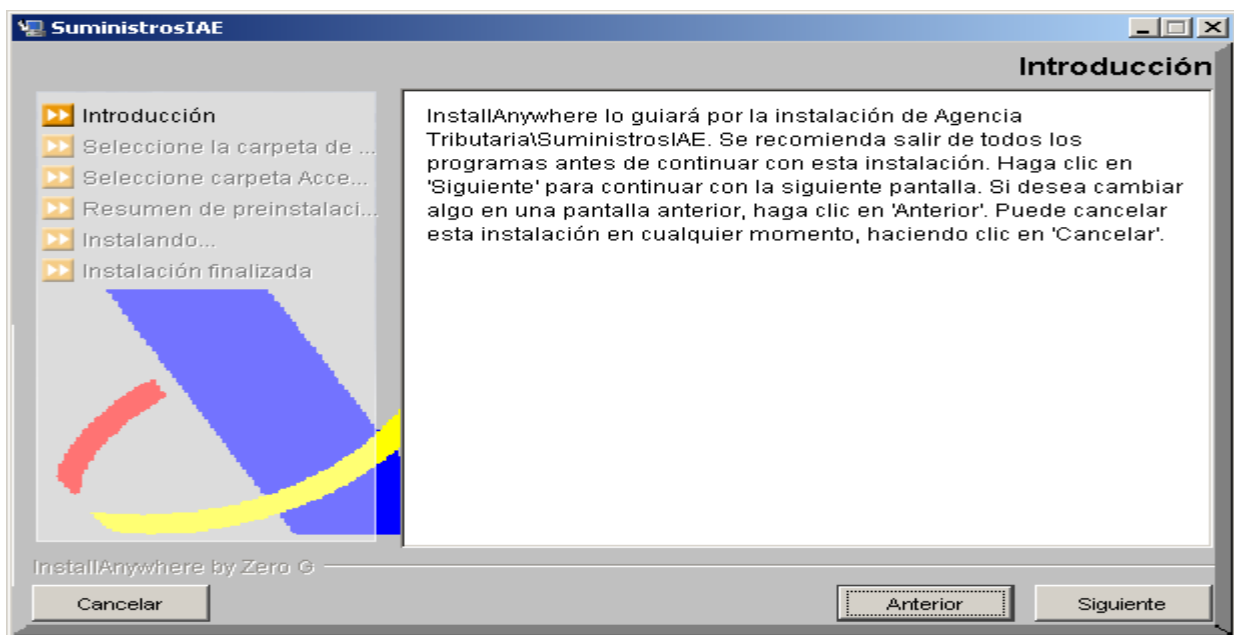 SuministrosIAE
Introducción
Introducción
Seleccione la carpeta de ...
Seleccione carpeta Acce...
Resumen de preinstalaci...
Instalando...
Instalación finalizada
InstallAnywhere lo guiará por la instalación de Agencia
Tributaria\SuministrosIAE. Se recomienda salir de todos los
programas antes de continuar con esta instalación. Haga clic en
'Siguiente' para continuar con la siguiente pantalla. Si desea cambiar
algo en una pantalla anterior, haga clic en 'Anterior'. Puede cancelar
esta instalación en cualquier momento, haciendo clic en 'Cancelar'.
InstallAnywhere by Zero G
Cancelar
Anterior
Siguiente